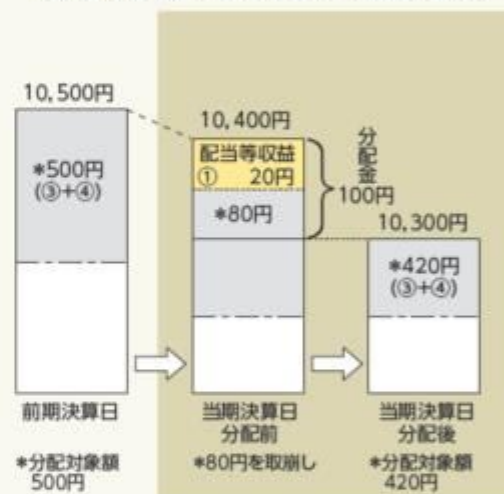 10,500円
*500円
(③+④)
前期決算日
*分配対象額
500円
10,400円
配当等収益
① 20円
*80円
分配金
100円
当期決算日
分配前
*80円を取崩し
10,300円
*420円
(③+④)
当期決算日
分配後
*分配対象額
420円